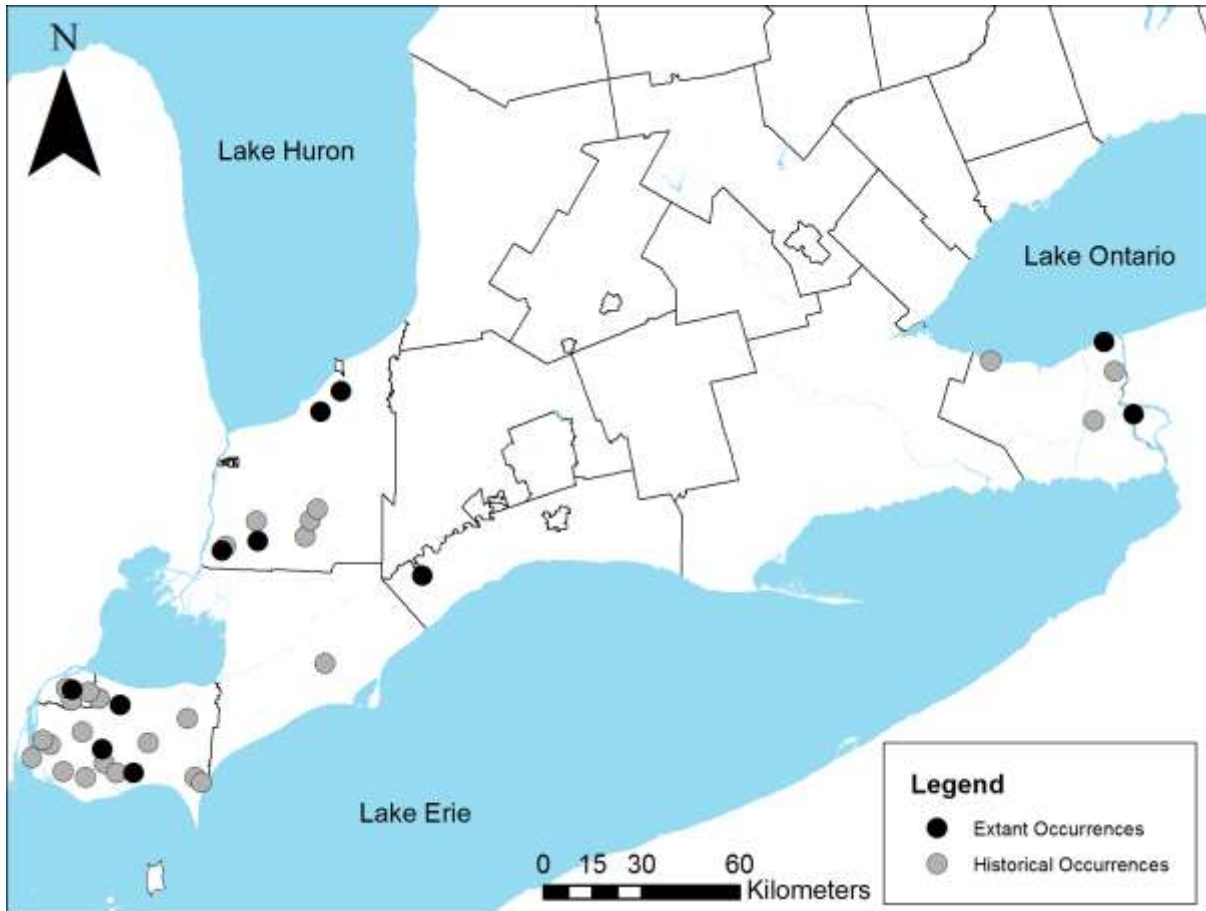 N
Lake Huron
Lake Ontario
Lake Erie
0 15 30 60
Kilometers
Legend
Extant Occurrences
Historical Occurrences